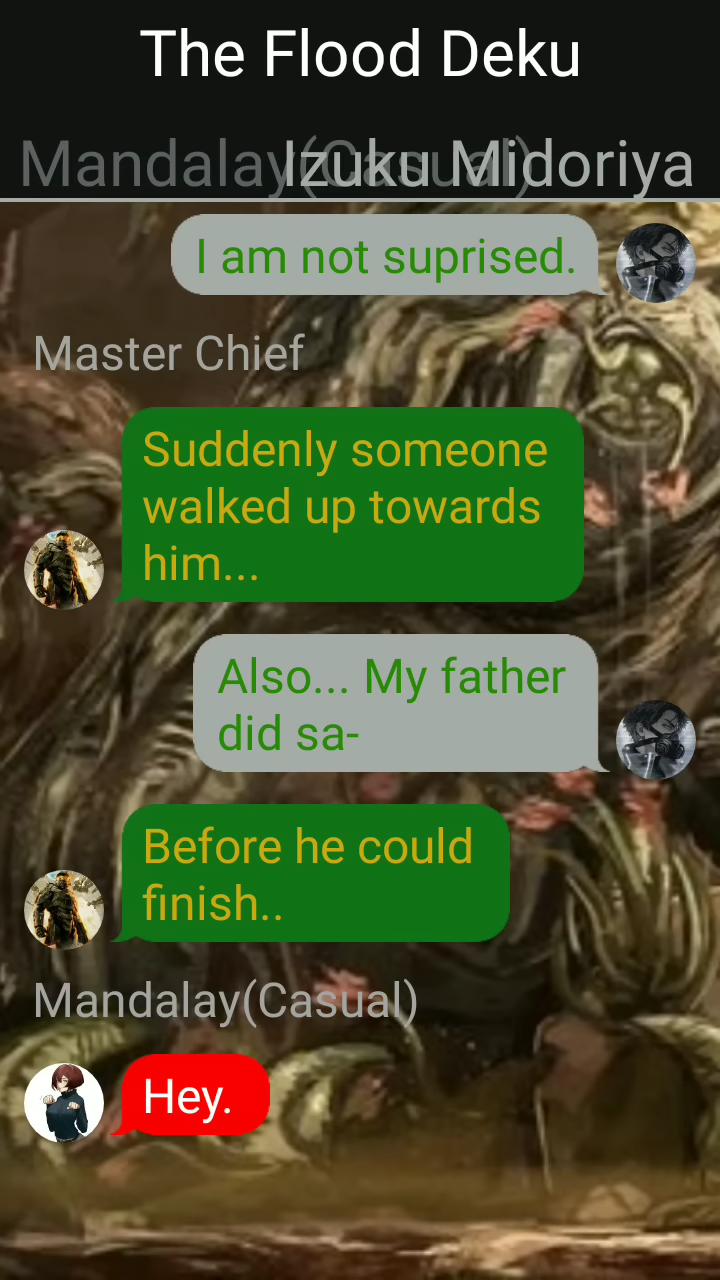 The Flood Deku
Mandalay(Casual)
Izuku Midoriya
I am not suprised.
Master Chief
Suddenly someone
walked up towards
him...
Also... My father
did sa-
Before he could
finish..
Mandalay(Casual)
Hey.